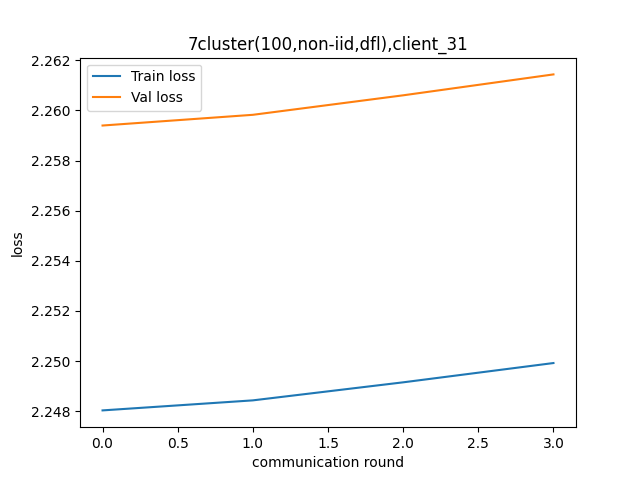 7cluster(100,non-iid,dfl),client_31
Train loss
Val loss
2.262
2.260
2.258
2.256
2.254
2.252
2.250
2.248
loss
0.0 0.5 1.0 1.5 2.0 2.5 3.0
communication round